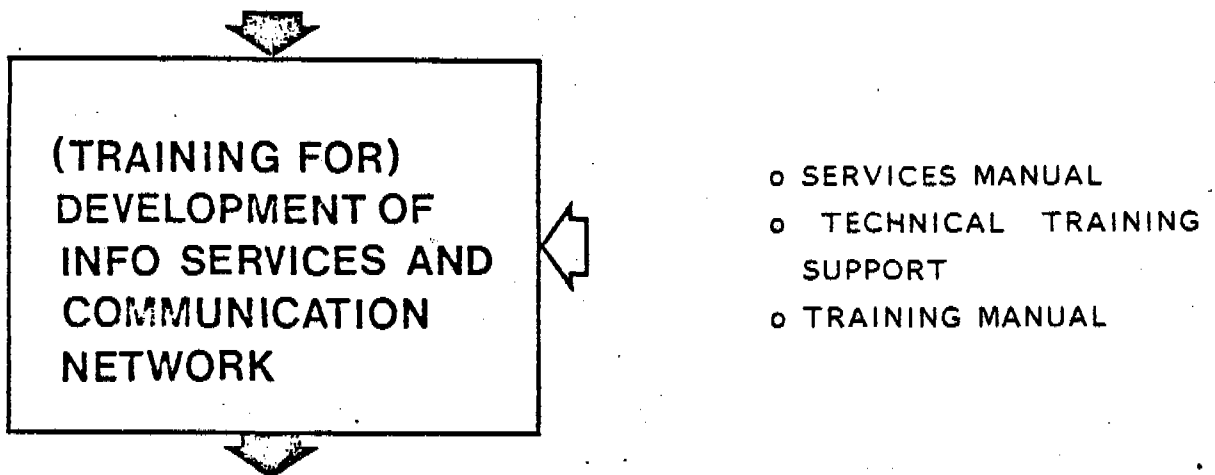 (TRAINING FOR)
DEVELOPMENT OF
INFO SERVICES AND
COMMUNICATION
NETWORK
o SERVICES MANUAL
o TECHNICAL TRAINING
SUPPORT
o TRAINING MANUAL